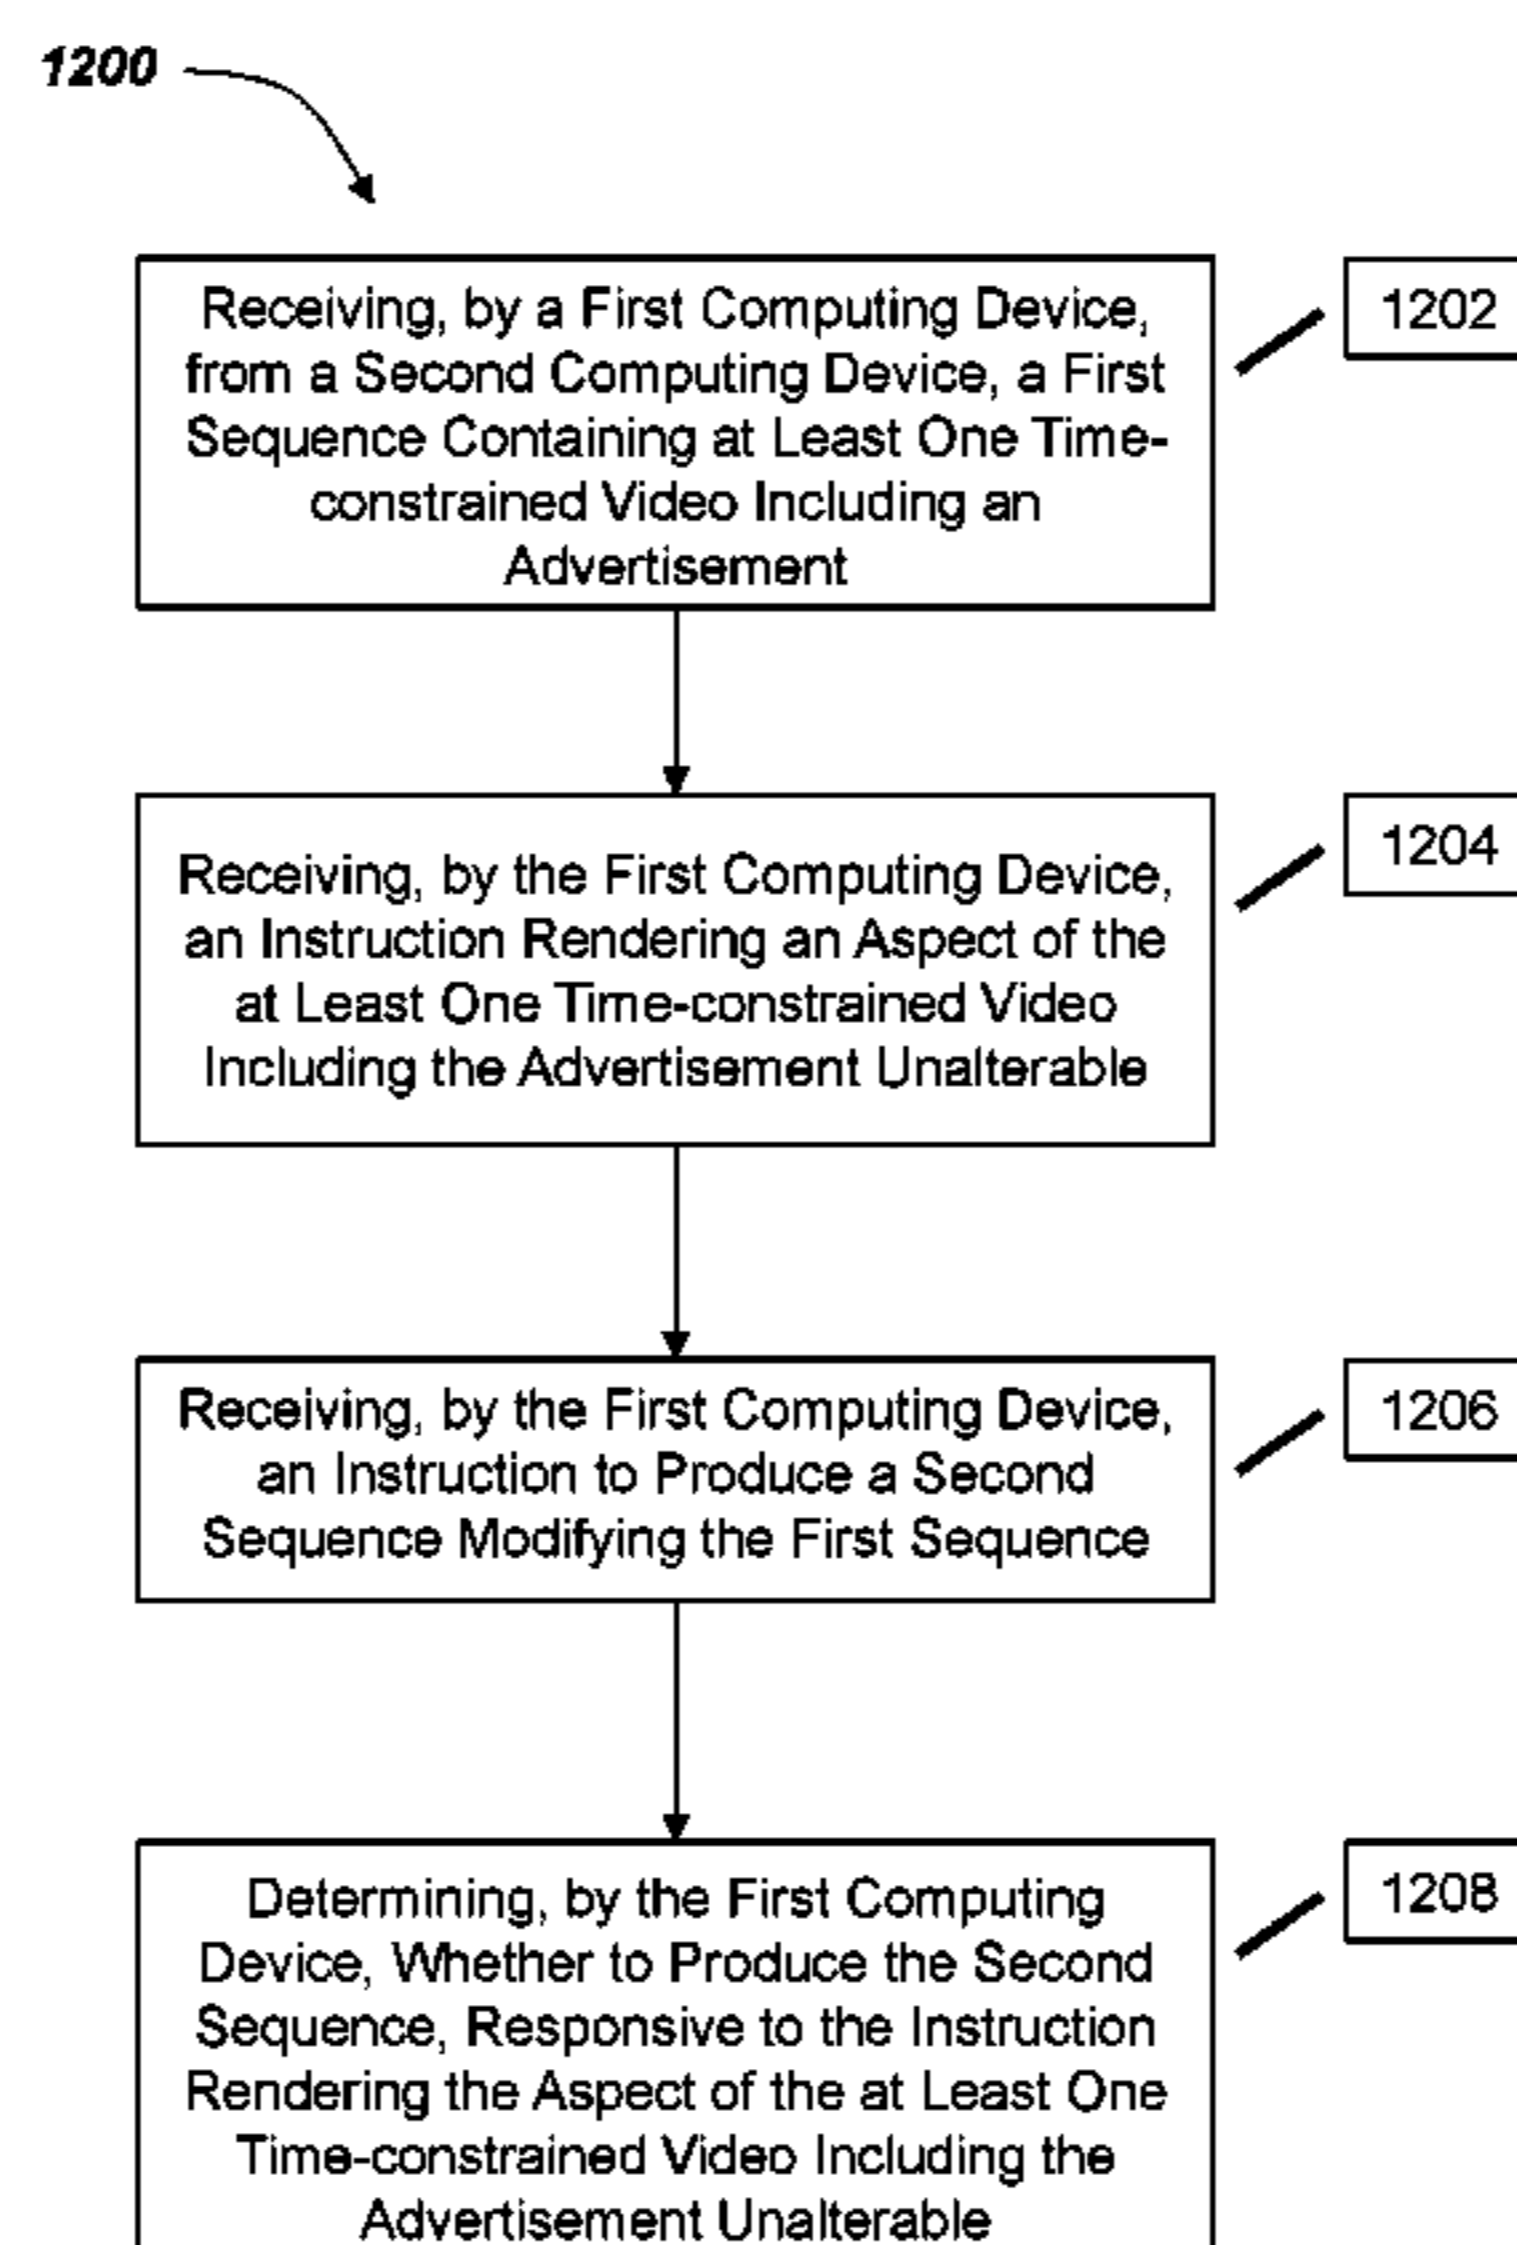 1200
Receiving, by a First Computing Device,
from a Second Computing Device, a First
Sequence Containing at Least One Time-
constrained Video Including an
Advertisement
1202
Receiving, by the First Computing Device,
an Instruction Rendering an Aspect of the
at Least One Time-constrained Video
Including the Advertisement Unalterable
1204
Receiving, by the First Computing Device,
an Instruction to Produce a Second
Sequence Modifying the First Sequence
1206
Determining, by the First Computing
Device, Whether to Produce the Second
Sequence, Responsive to the Instruction
Rendering the Aspect of the at Least One
Time-constrained Video Including the
Advertisement Unalterable
1208